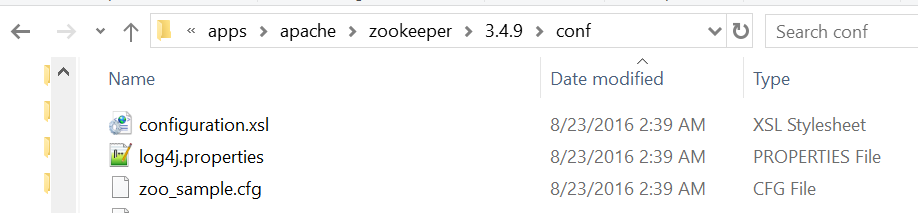 « apps apache zookeeper 3.4.9 conf Search conf
Name Date modified Type
configuration.xsl 8/23/2016 2:39 AM XSL Stylesheet
log4j.properties 8/23/2016 2:39 AM PROPERTIES File
zoo_sample.cfg 8/23/2016 2:39 AM CFG File